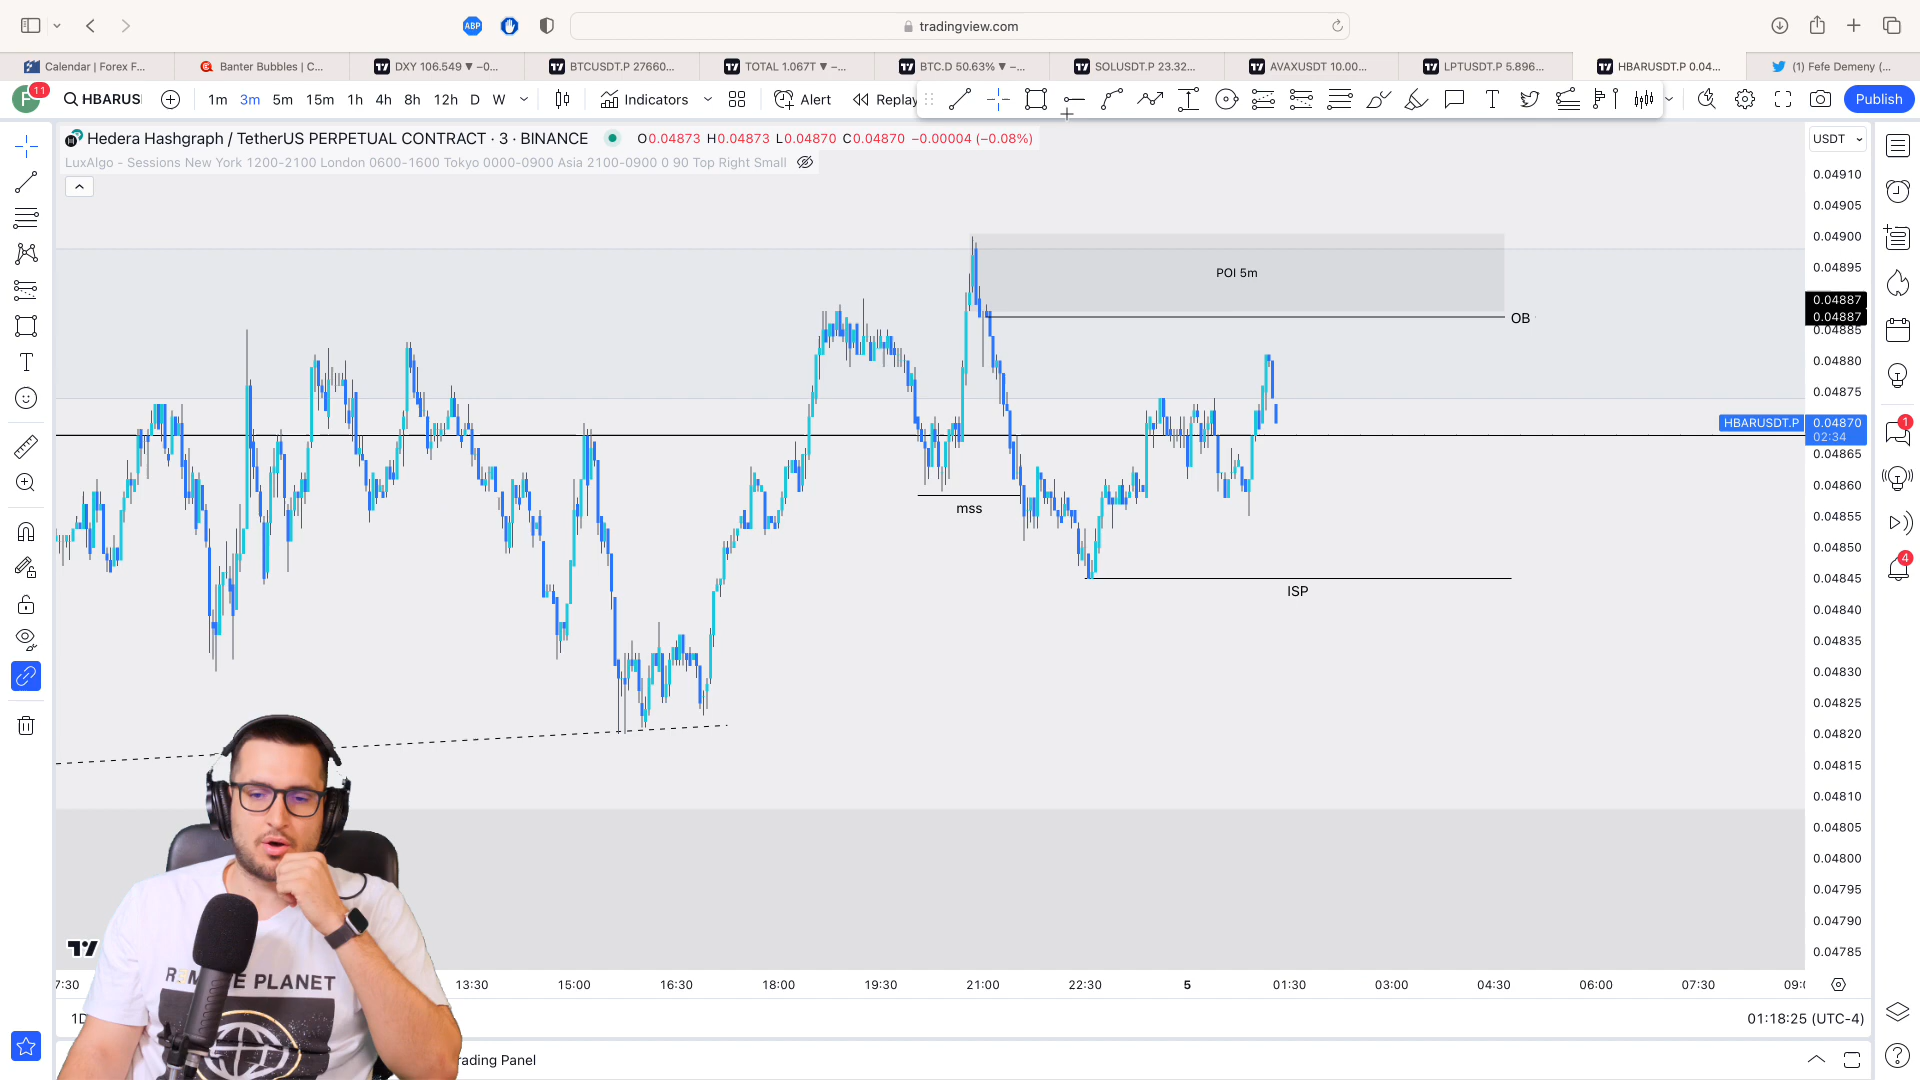 tradingview.com
Calendar | Forex F...
Banter Bubbles | C...
DXY 106.549 ▼ −0...
BTCUSDT.P 27660...
TOTAL 1.067T ▼ −...
BTC.D 50.63% ▼ −...
SOLUSDT.P 23.32...
AVAXUSDT 10.00...
LPTUSDT.P 5.896...
HBARUSDT.P 0.04...
(1) Fefe Demeny (...
F 11 HBARUS 1m 3m 5m 15m 1h 4h 8h 12h D W Indicators Alert Replay Publish
Hedera Hashgraph / TetherUS PERPETUAL CONTRACT · 3 · BINANCE O0.04873 H0.04873 L0.04870 C0.04870 −0.00004 (−0.08%) USDT
LuxAlgo - Sessions New York 1200-2100 London 0600-1600 Tokyo 0000-0900 Asia 2100-0900 0 90 Top Right Small
0.04910
0.04905
0.04900
0.04895
POI 5m
0.04887
0.04887
OB
0.04885
0.04880
0.04875
HBARUSDT.P 0.04870
02:34
0.04865
0.04860
mss
0.04855
0.04850
0.04845
ISP
0.04840
0.04835
0.04830
0.04825
0.04820
0.04815
0.04810
0.04805
0.04800
0.04795
0.04790
0.04785
PLANET
7:30 13:30 15:00 16:30 18:00 19:30 21:00 22:30 5 01:30 03:00 04:30 06:00 07:30 09:0
1D 01:18:25 (UTC-4)
rading Panel
ABP
1
4